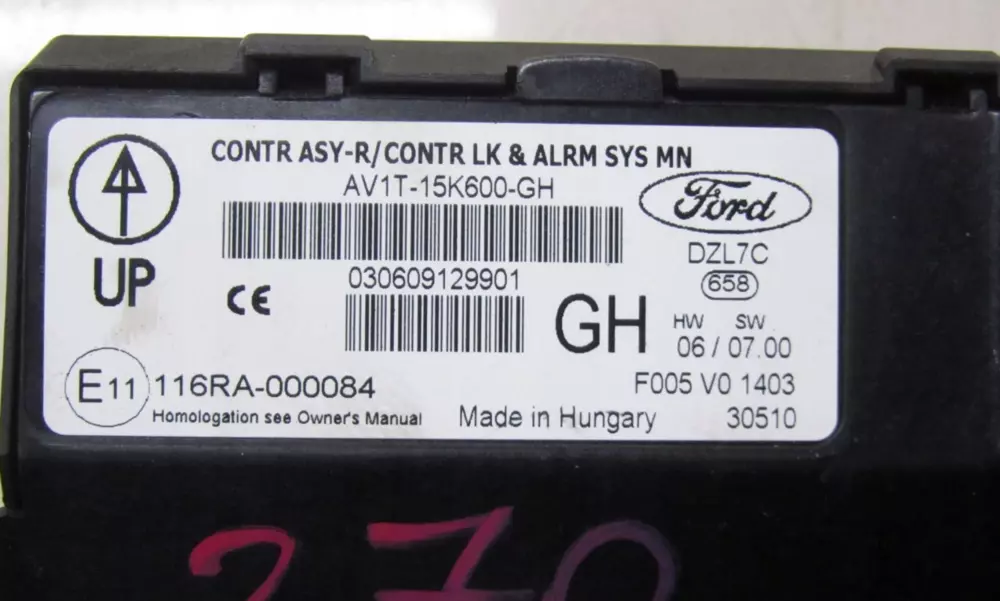 CONTR ASY-R/CONTR LK & ALRM SYS MN
AV1T-15K600-GH
Ford
UP
DZL7C
030609129901
658
CE
GH
HW SW
06 / 07.00
E11 116RA-000084
F005 V0 1403
Homologation see Owner's Manual
Made in Hungary
30510
270